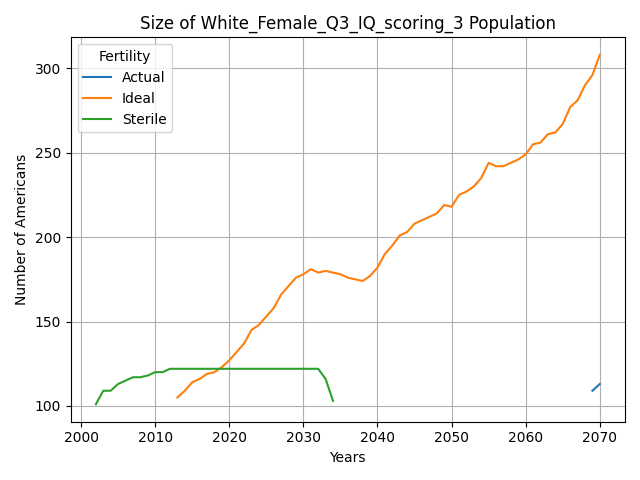 Size of White_Female_Q3_IQ_scoring_3 Population
Fertility
Actual
Ideal
Sterile
Number of Americans
300
250
200
150
100
2000 2010 2020 2030 2040 2050 2060 2070
Years